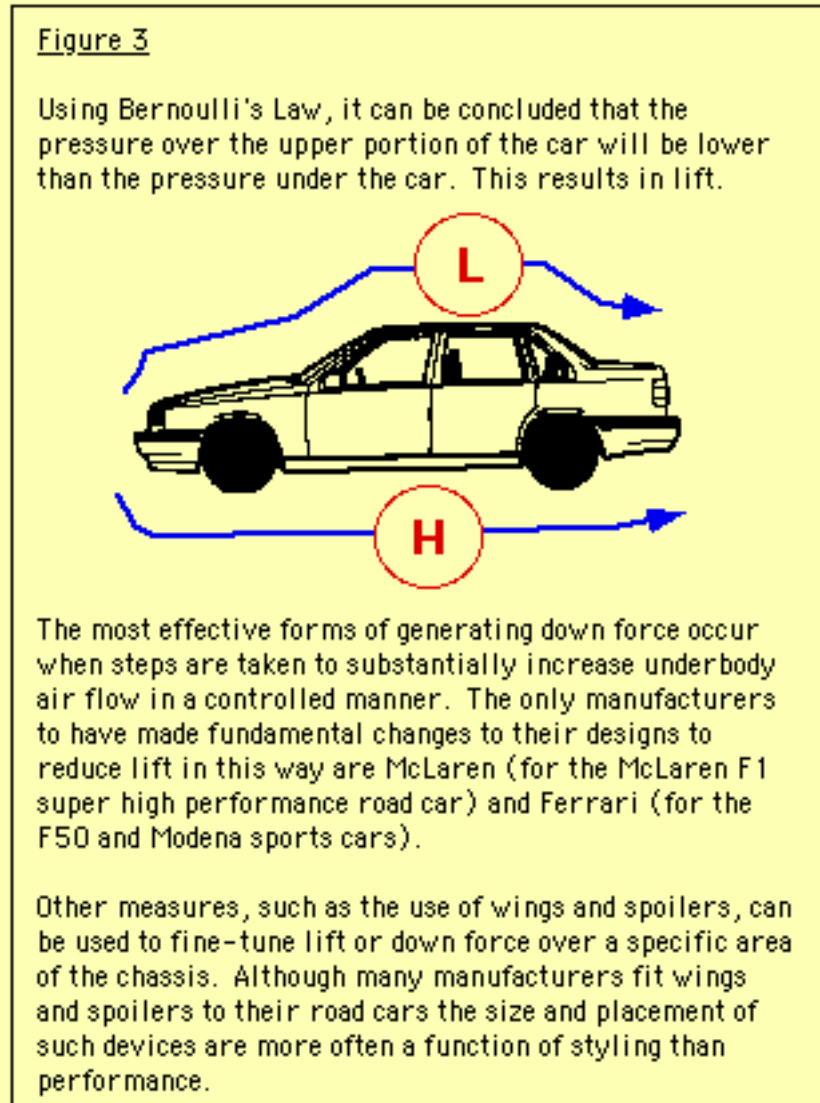 Figure 3
Using Bernoulli's Law, it can be concluded that the
pressure over the upper portion of the car will be lower
than the pressure under the car. This results in lift.
L
H
The most effective forms of generating down force occur
when steps are taken to substantially increase underbody
air flow in a controlled manner. The only manufacturers
to have made fundamental changes to their designs to
reduce lift in this way are McLaren (for the McLaren F1
super high performance road car) and Ferrari (for the
F50 and Modena sports cars).
Other measures, such as the use of wings and spoilers, can
be used to fine-tune lift or down force over a specific area
of the chassis. Although many manufacturers fit wings
and spoilers to their road cars the size and placement of
such devices are more often a function of styling than
performance.